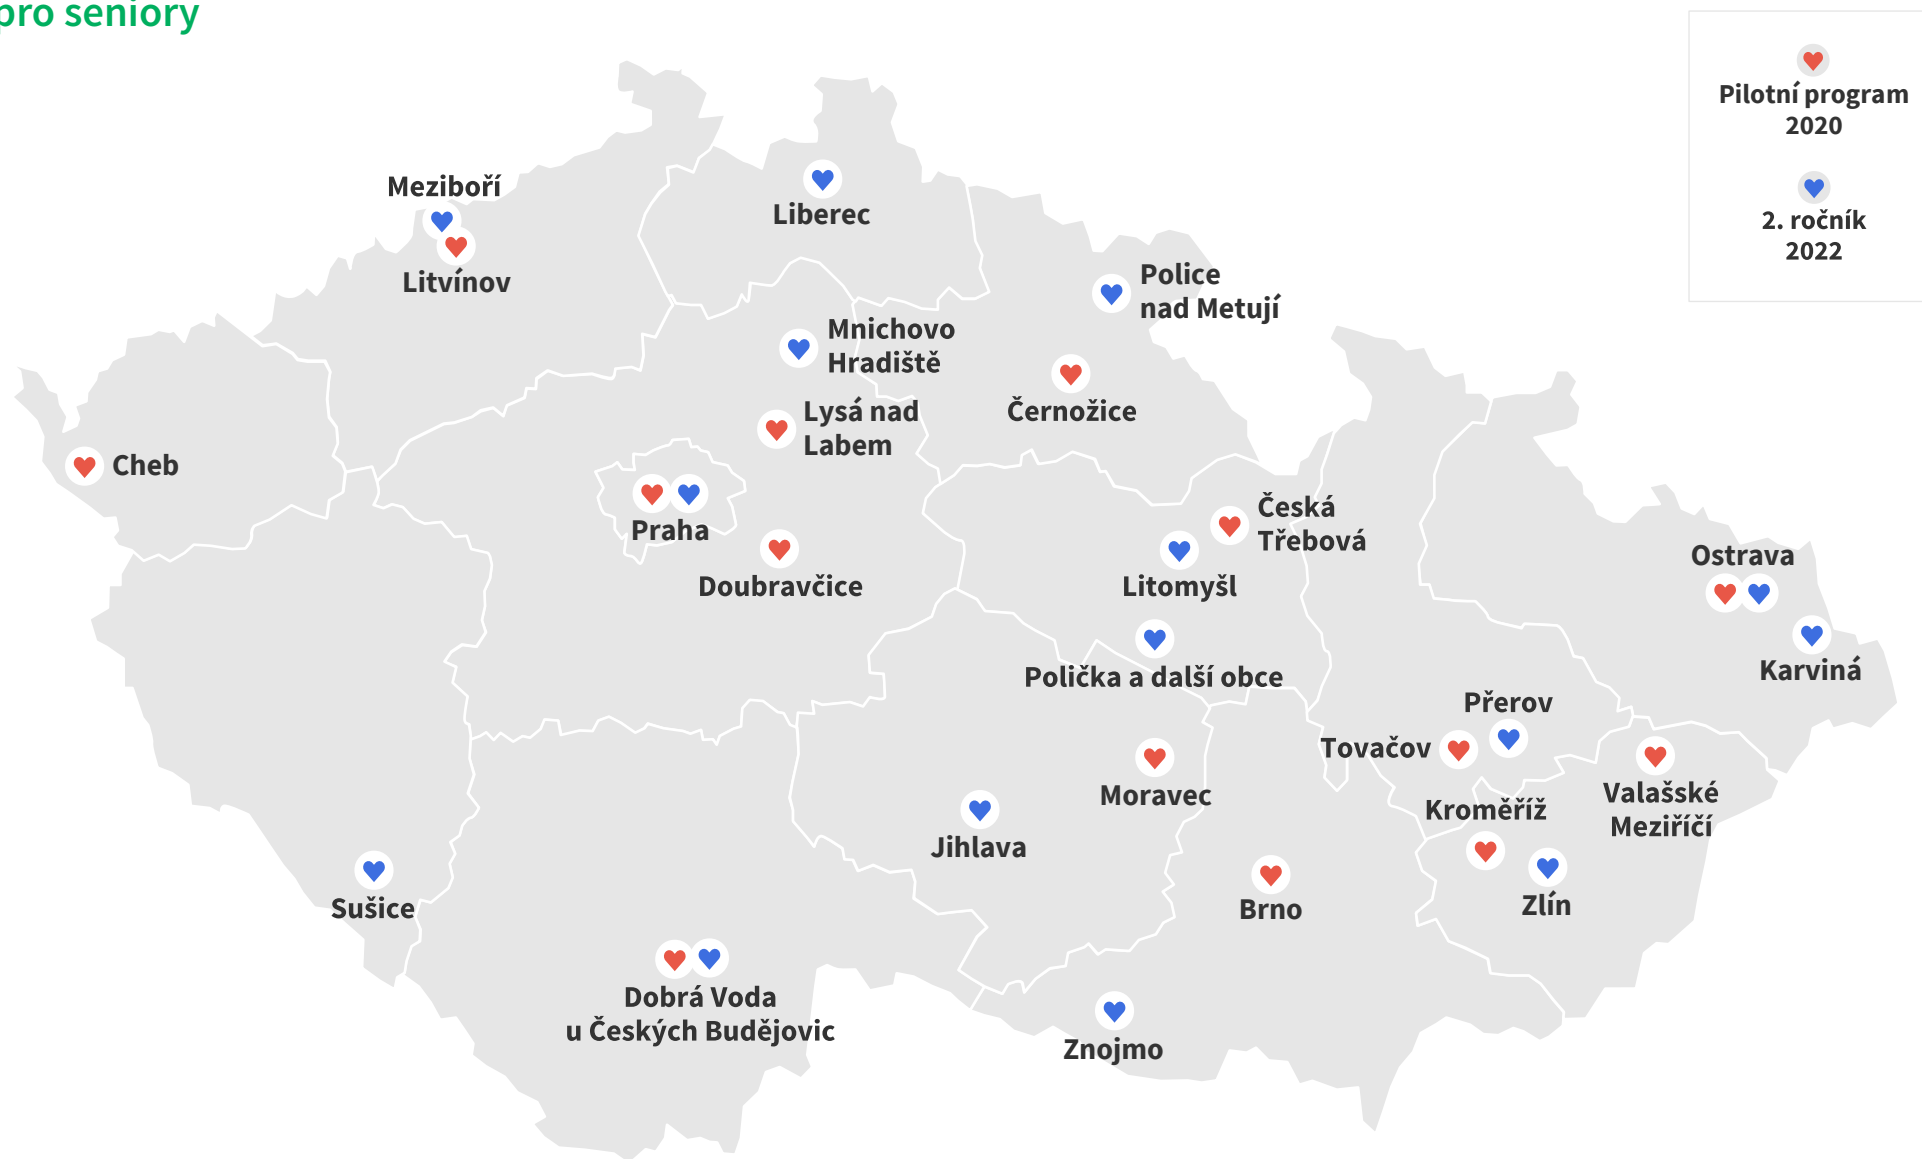 pro seniory
Pilotní program
2020
2. ročník
2022
Meziboří
Litvínov
Liberec
Police
nad Metují
Mnichovo
Hradiště
Černožice
Lysá nad
Labem
Cheb
Praha
Doubravčice
Česká
Třebová
Litomyšl
Polička a další obce
Ostrava
Karviná
Přerov
Tovačov
Valašské
Meziříčí
Kroměříž
Zlín
Moravec
Jihlava
Brno
Sušice
Dobrá Voda
u Českých Budějovic
Znojmo